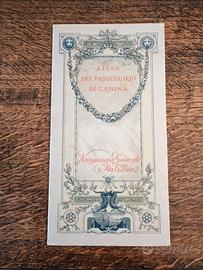 LISTA
DEI PASSEGGIERI
DI CABINA
Navigazione Generale
Italiana